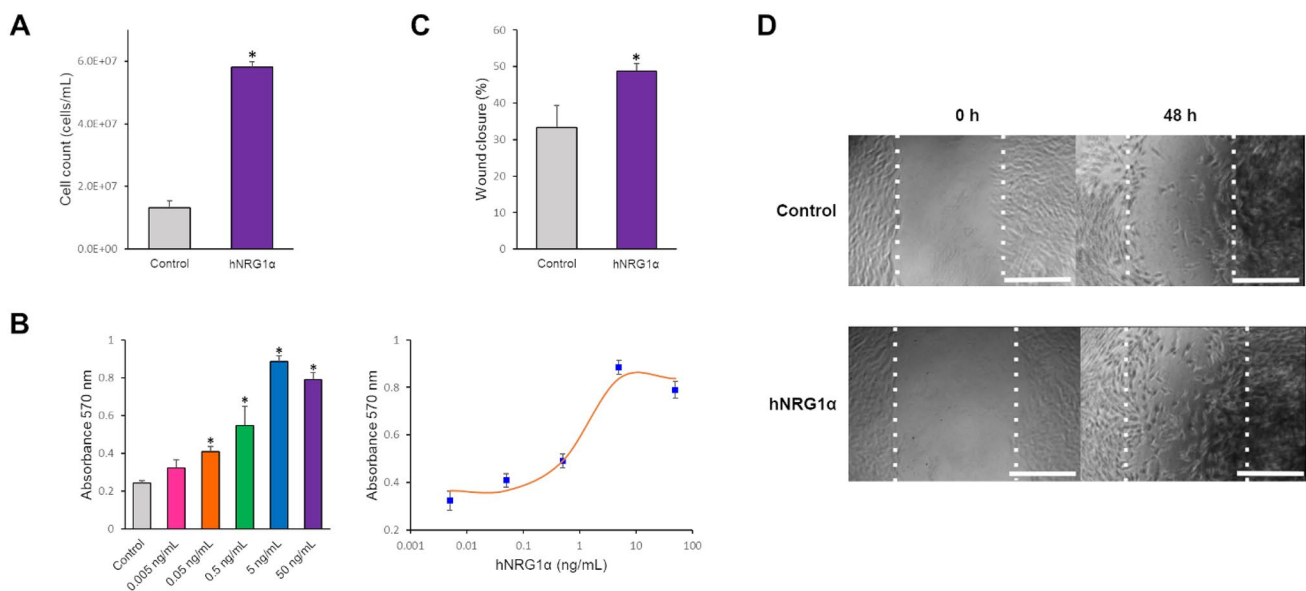 A
Cell count (cells/mL)
6.0E+07
4.0E+07
2.0E+07
0.0E+00
*
Control
hNRG1α
C
Wound closure (%)
60
50
40
30
20
10
0
*
Control
hNRG1α
D
0 h
48 h
Control
hNRG1α
B
Absorbance 570 nm
1
0.8
0.6
0.4
0.2
0
*
*
*
*
Control
0.005 ng/mL
0.05 ng/mL
0.5 ng/mL
5 ng/mL
50 ng/mL
Absorbance 570 nm
1
0.8
0.6
0.4
0.2
0.001
0.01
0.1
1
10
100
hNRG1α (ng/mL)